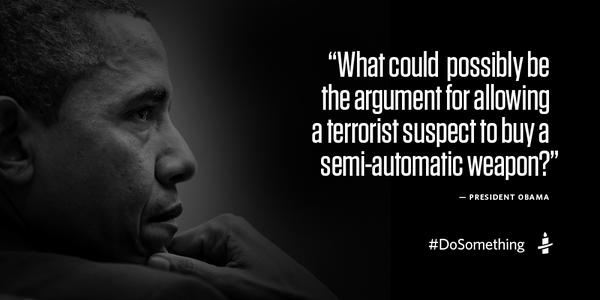 “What could possibly be
the argument for allowing
a terrorist suspect to buy a
semi-automatic weapon?”
— PRESIDENT OBAMA
#DoSomething